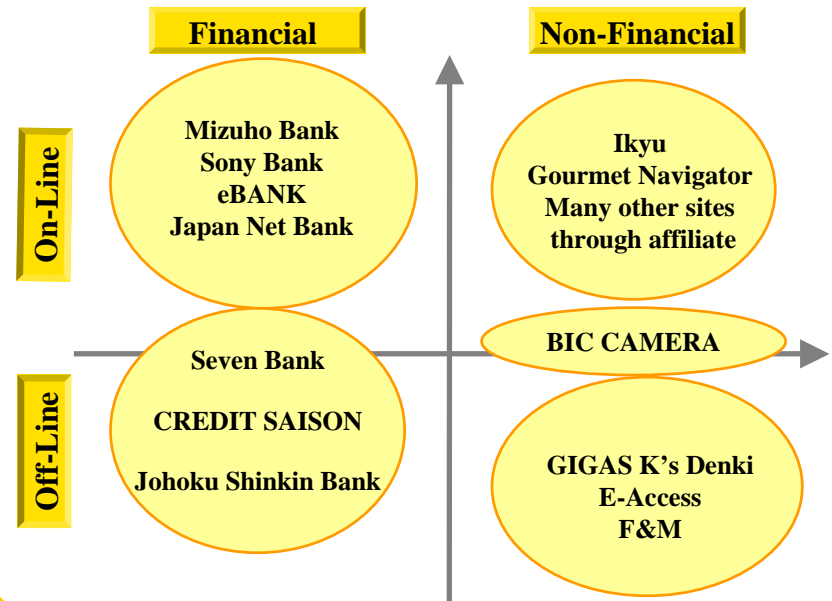 Financial
Non-Financial
On-Line
Mizuho Bank
Sony Bank
eBANK
Japan Net Bank
Ikyu
Gourmet Navigator
Many other sites
through affiliate
BIC CAMERA
Off-Line
Seven Bank
CREDIT SAISON
Johoku Shinkin Bank
GIGAS K's Denki
E-Access
F&M